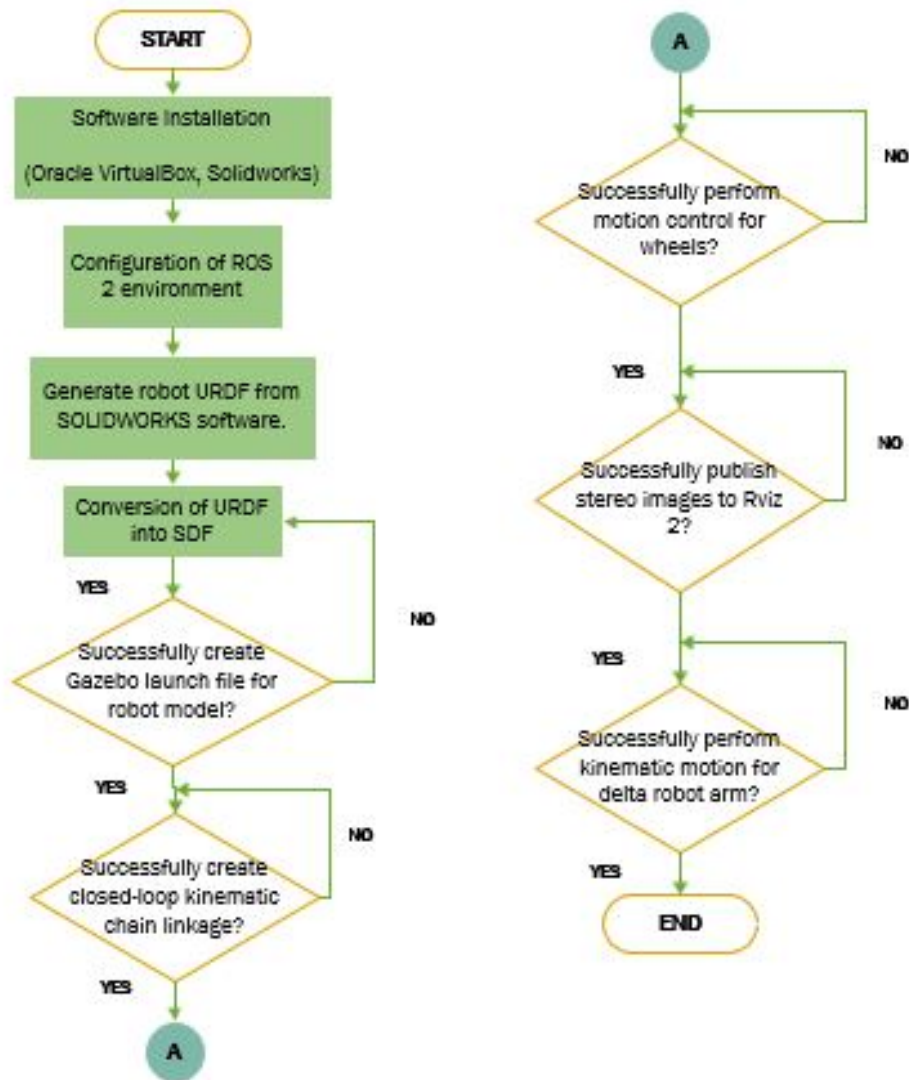 START
Software Installation
(Oracle VirtualBox, Solidworks)
Configuration of ROS
2 environment
Generate robot URDF from
SOLIDWORKS software.
Conversion of URDF
into SDF
YES
NO
Successfully create
Gazebo launch file for
robot model?
YES
NO
Successfully create
closed-loop kinematic
chain linkage?
YES
A
A
NO
Successfully perform
motion control for
wheels?
YES
NO
Successfully publish
stereo images to Rviz
2?
YES
NO
Successfully perform
kinematic motion for
delta robot arm?
YES
END